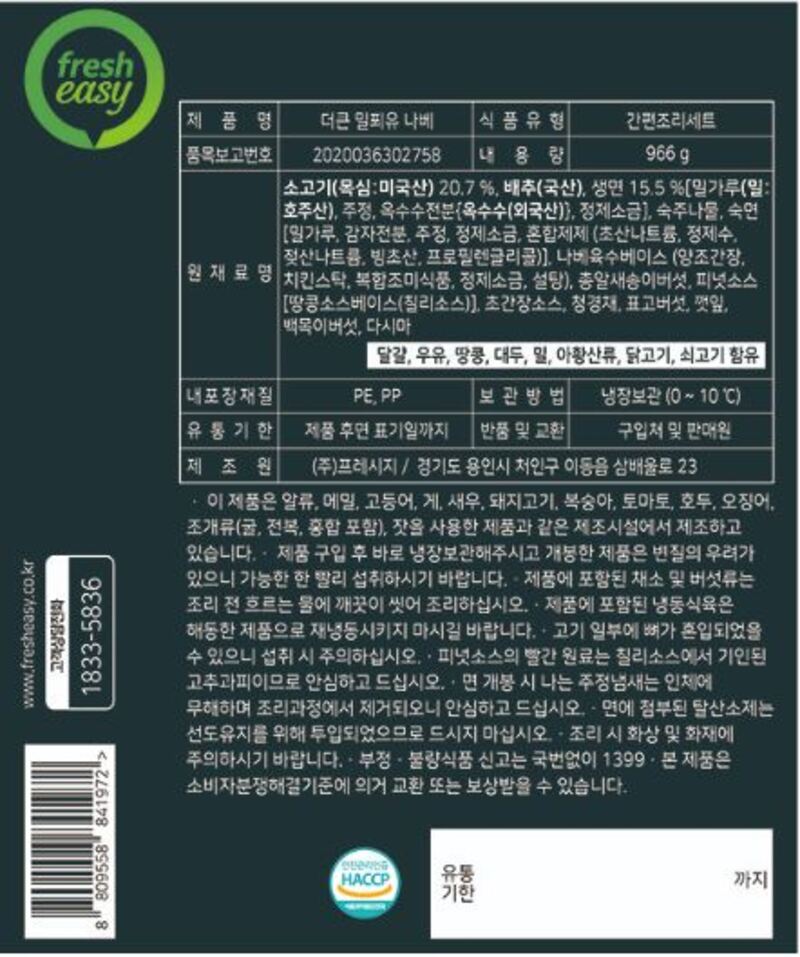 fresh
easy
제 품 명 더큰 밀푀유 나베 식 품 유 형 간편조리세트
품목보고번호 2020036302758 내 용 량 966 g
원 재 료 명
소고기(목심:미국산) 20.7 %, 배추(국산), 생면 15.5 %[밀가루(밀:
호주산), 주정, 옥수수전분{옥수수(외국산)}, 정제소금], 숙주나물, 숙면
[밀가루, 감자전분, 주정, 정제소금, 혼합제제 (초산나트륨, 정제수,
젖산나트륨, 빙초산, 프로필렌글리콜)], 나베육수베이스 (양조간장,
치킨스탁, 복합조미식품, 정제소금, 설탕), 총알새송이버섯, 피넛소스
[땅콩소스베이스(칠리소스)], 초간장소스, 청경채, 표고버섯, 깻잎,
백목이버섯, 다시마
달걀, 우유, 땅콩, 대두, 밀, 아황산류, 닭고기, 쇠고기 함유
내포장재질 PE, PP 보 관 방 법 냉장보관 (0 ~ 10 ℃)
유 통 기 한 제품 후면 표기일까지 반품 및 교환 구입처 및 판매원
제 조 원 (주)프레시지 / 경기도 용인시 처인구 이동읍 삼배울로 23
· 이 제품은 알류, 메밀, 고등어, 게, 새우, 돼지고기, 복숭아, 토마토, 호두, 오징어,
조개류(굴, 전복, 홍합 포함), 잣을 사용한 제품과 같은 제조시설에서 제조하고
있습니다. · 제품 구입 후 바로 냉장보관해주시고 개봉한 제품은 변질의 우려가
있으니 가능한 한 빨리 섭취하시기 바랍니다. · 제품에 포함된 채소 및 버섯류는
조리 전 흐르는 물에 깨끗이 씻어 조리하십시오. · 제품에 포함된 냉동식육은
해동한 제품으로 재냉동시키지 마시길 바랍니다. · 고기 일부에 뼈가 혼입되었을
수 있으니 섭취 시 주의하십시오. · 피넛소스의 빨간 원료는 칠리소스에서 기인된
고추과피이므로 안심하고 드십시오. · 면 개봉 시 나는 주정냄새는 인체에
무해하며 조리과정에서 제거되오니 안심하고 드십시오. · 면에 첨부된 탈산소제는
선도유지를 위해 투입되었으므로 드시지 마십시오. · 조리 시 화상 및 화재에
주의하시기 바랍니다. · 부정 · 불량식품 신고는 국번없이 1399 · 본 제품은
소비자분쟁해결기준에 의거 교환 또는 보상받을 수 있습니다.
www.fresheasy.co.kr
고객상담전화
1833-5836
8 809558 841972 >
안전관리인증
HACCP
유통
기한
까지